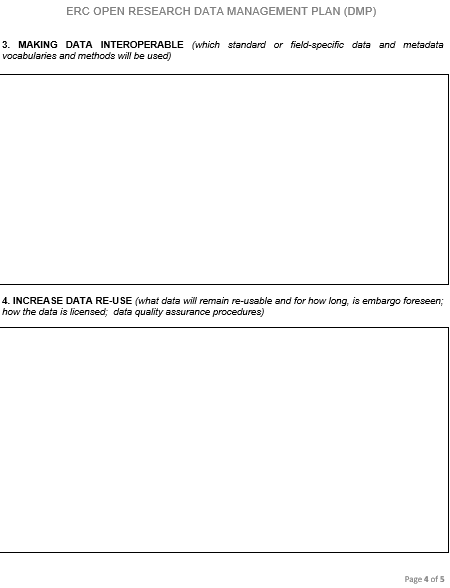 ERC OPEN RESEARCH DATA MANAGEMENT PLAN (DMP)
3. MAKING DATA INTEROPERABLE (which standard or field-specific data and metadata
vocabularies and methods will be used)
4. INCREASE DATA RE-USE (what data will remain re-usable and for how long, is embargo foreseen;
how the data is licensed; data quality assurance procedures)
Page 4 of 5